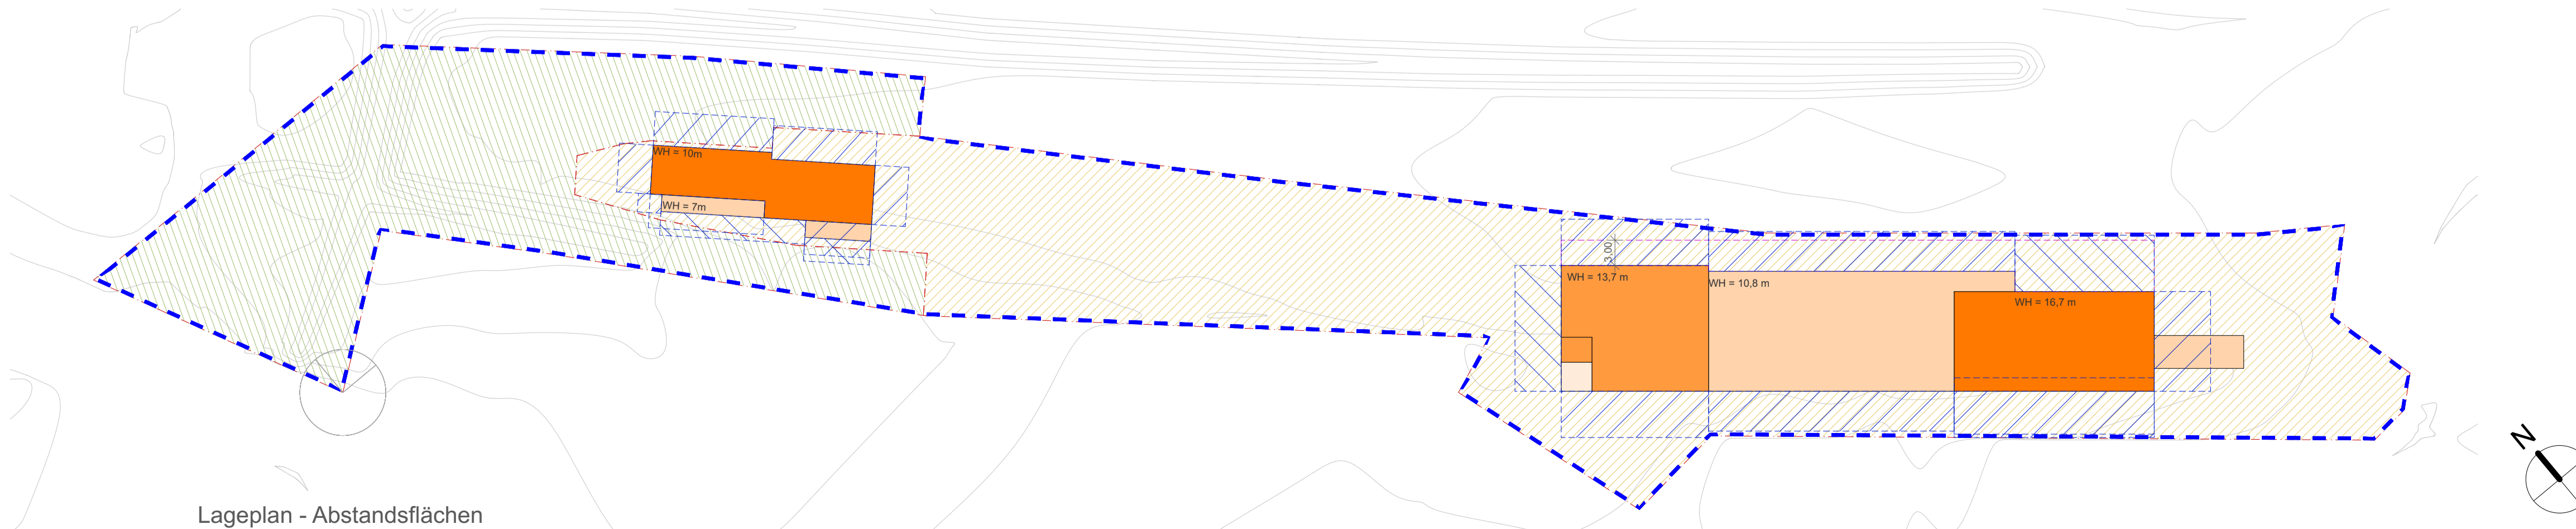 WH = 10m
WH = 7m
3,00
WH = 13,7 m
WH = 10,8 m
WH = 16,7 m
N
Lageplan - Abstandsflächen